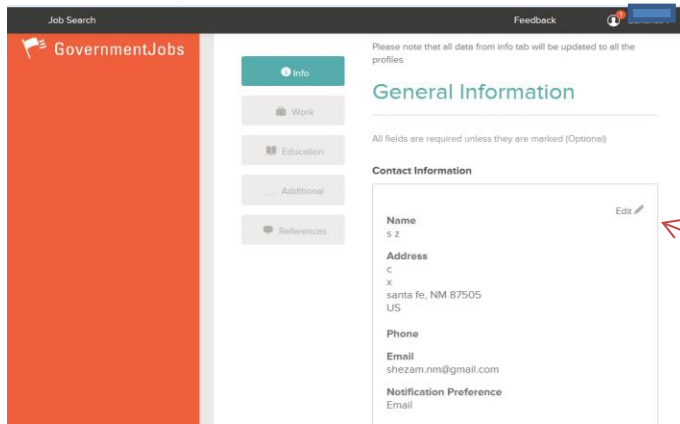 Job Search
Feedback
1
GovernmentJobs
Info
Work
Education
Additional
References
Please note that all data from info tab will be updated to all the
profiles
General Information
All fields are required unless they are marked (Optional)
Contact Information
Edit
Name
s z
Address
c
x
santa fe, NM 87505
US
Phone
Email
shezam.nm@gmail.com
Notification Preference
Email